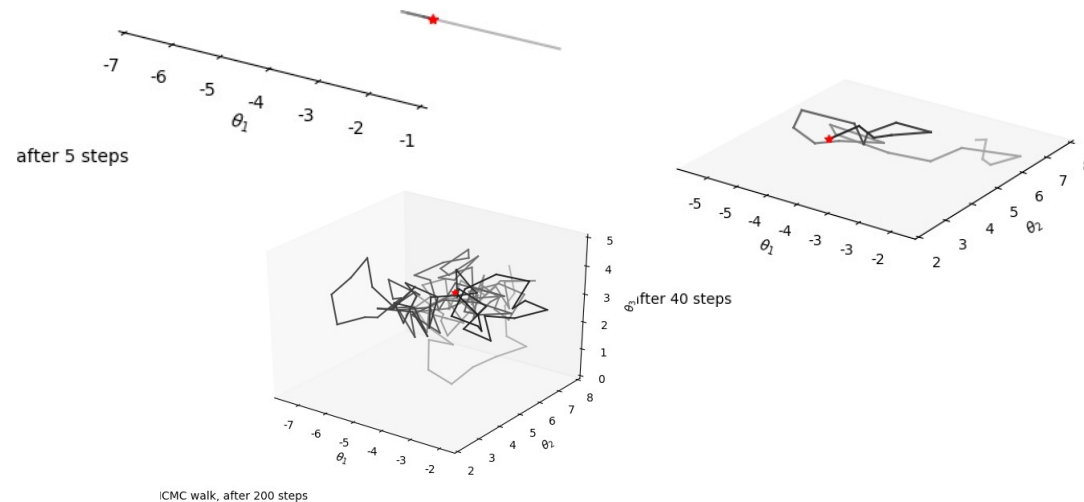 -7 -6 -5 -4 -3 -2 -1
θ1
after 5 steps
-5 -5 -4 -4 -3 -3 -2
θ1
2 3 4 5 6 7
θ2
after 40 steps
-7 -6 -5 -4 -3 -2
θ1
2 3 4 5 6 7 8
θ2
0 1 2 3 4 5
θ3
CMC walk, after 200 steps